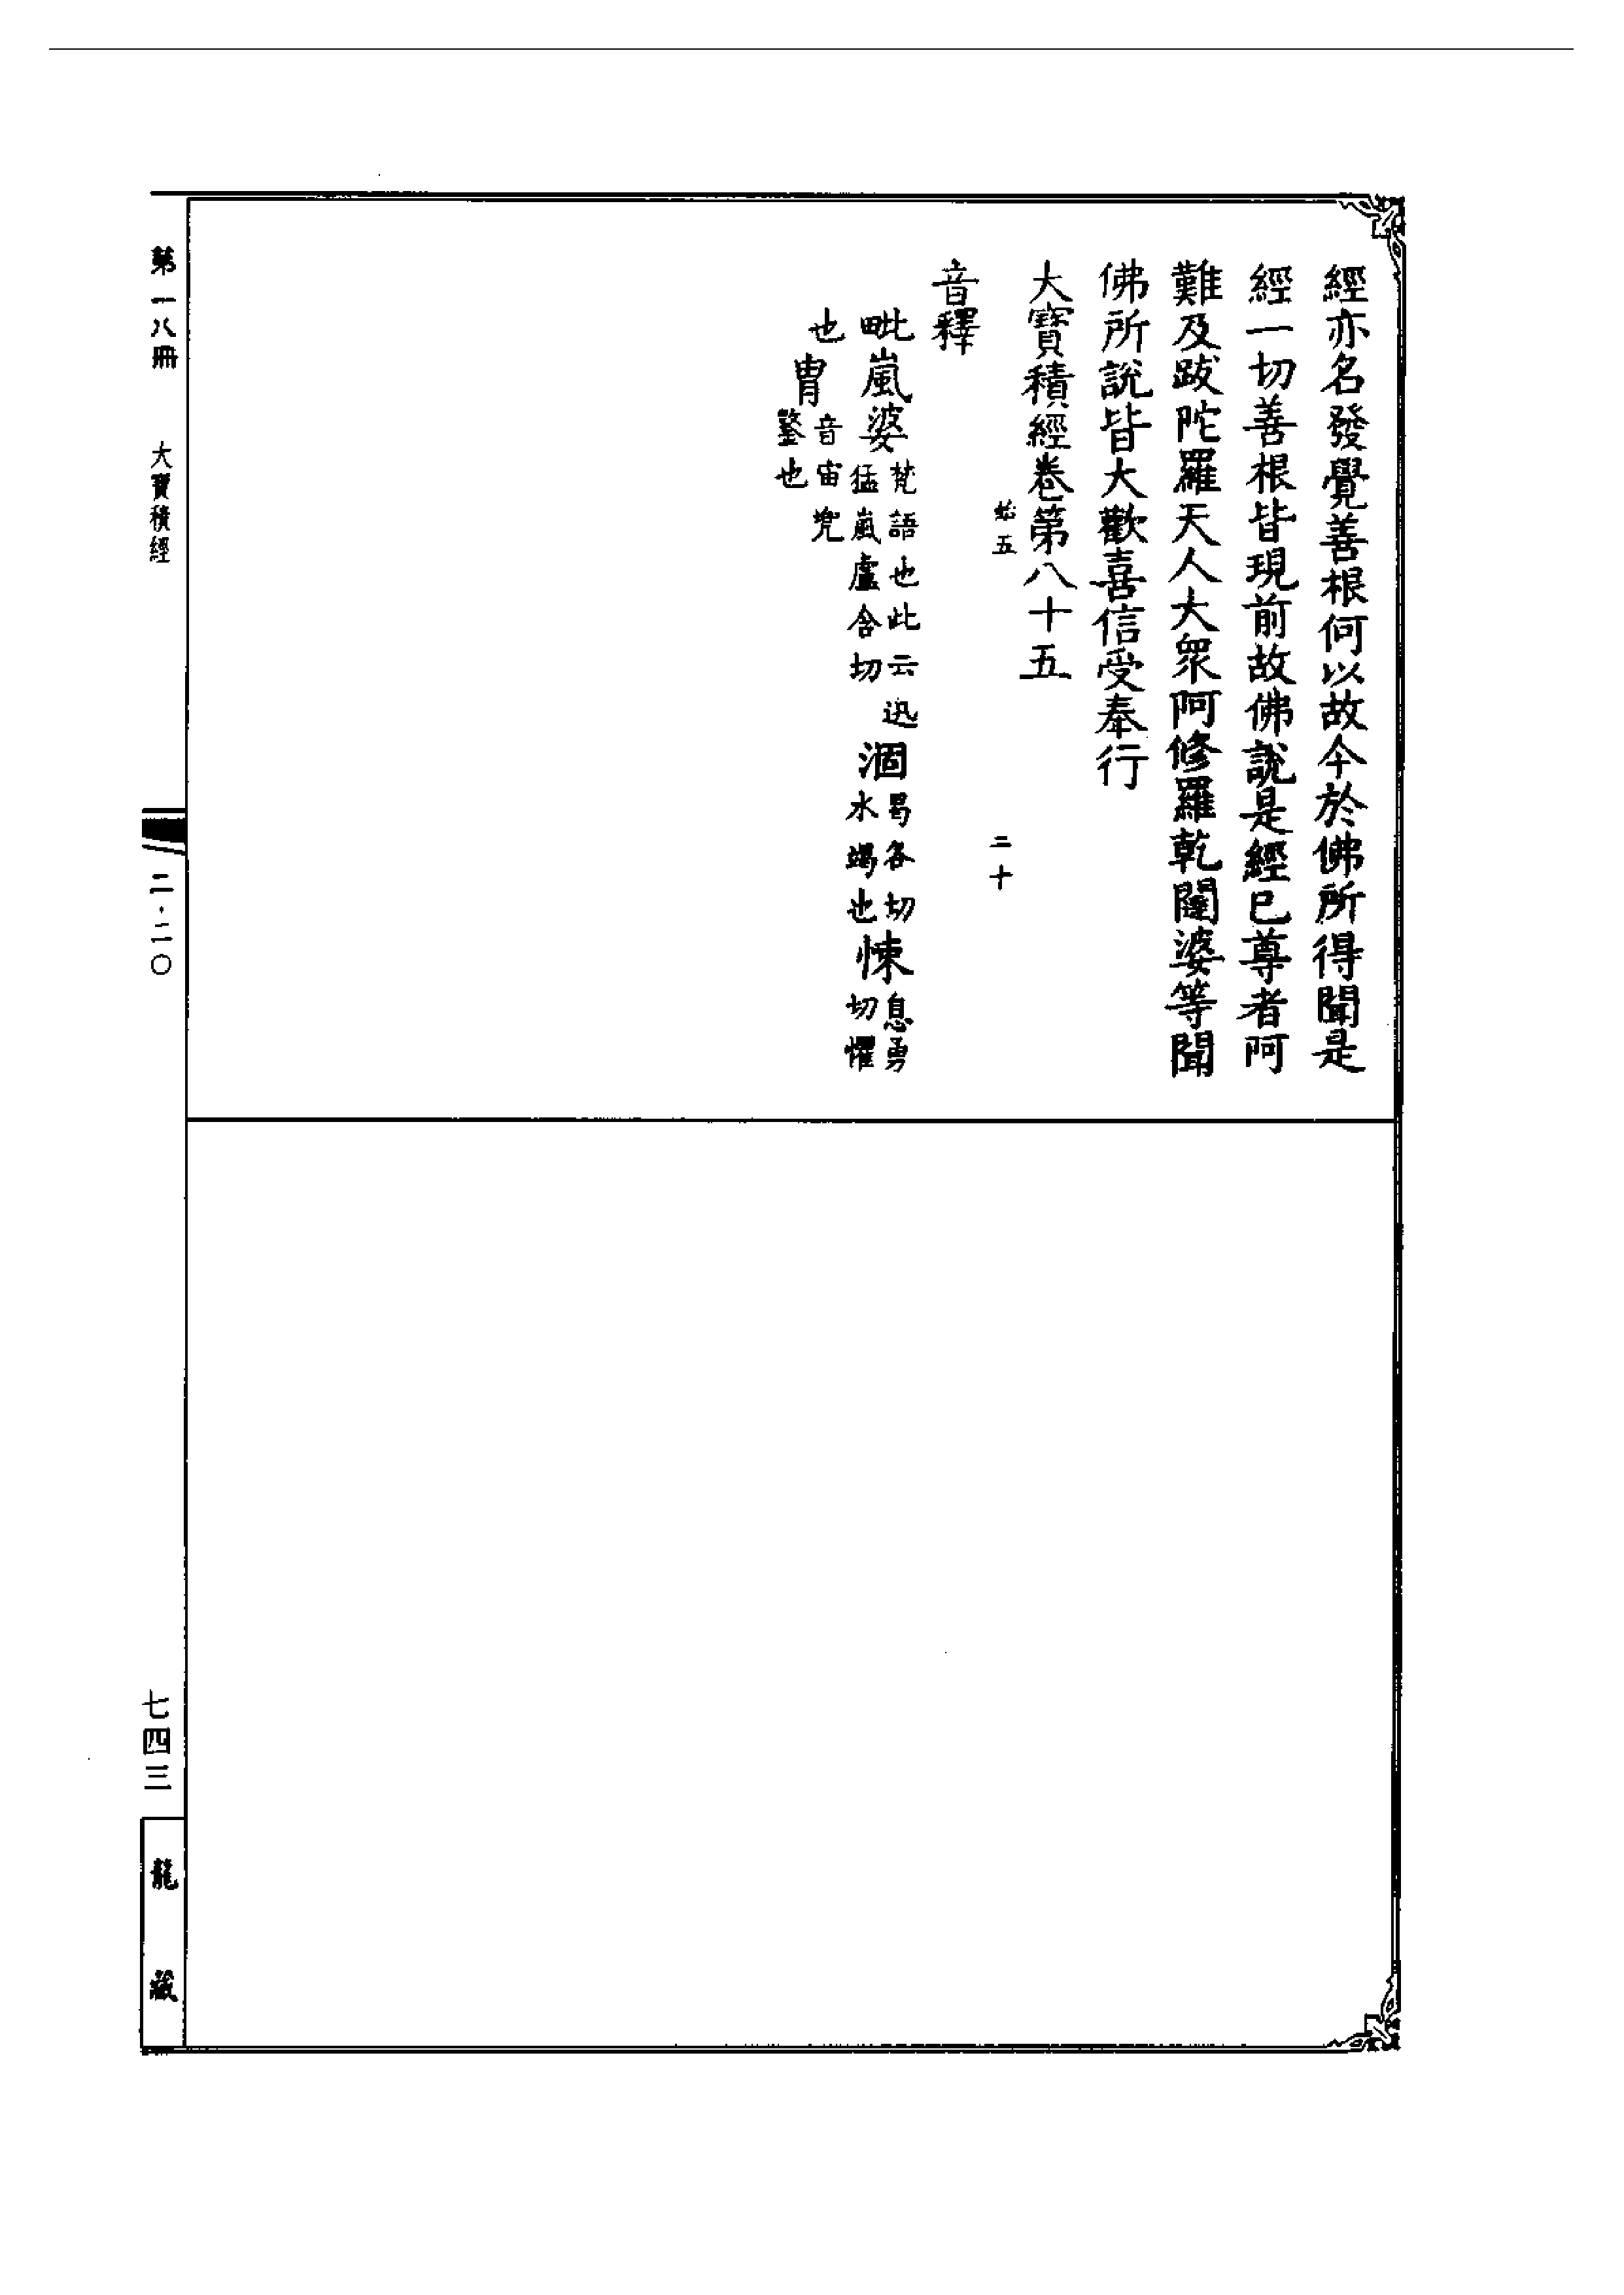 經亦名發覺善根何以故今於佛所得聞是
經一切善根皆現前故佛說是經已尊者阿
難及跋陀羅天人大眾阿修羅乾闥婆等聞
佛所說皆大歡喜信受奉行
大寶積經卷第八十五
五 二十
音釋
毗嵐婆 梵語也此云迅
猛嵐盧含切
涸 曷各切
水竭也
悚 息勇
切懼
也
冑 音宙兜
鍪也
第一八冊 大寶積經 二·二〇 七四三 龍藏